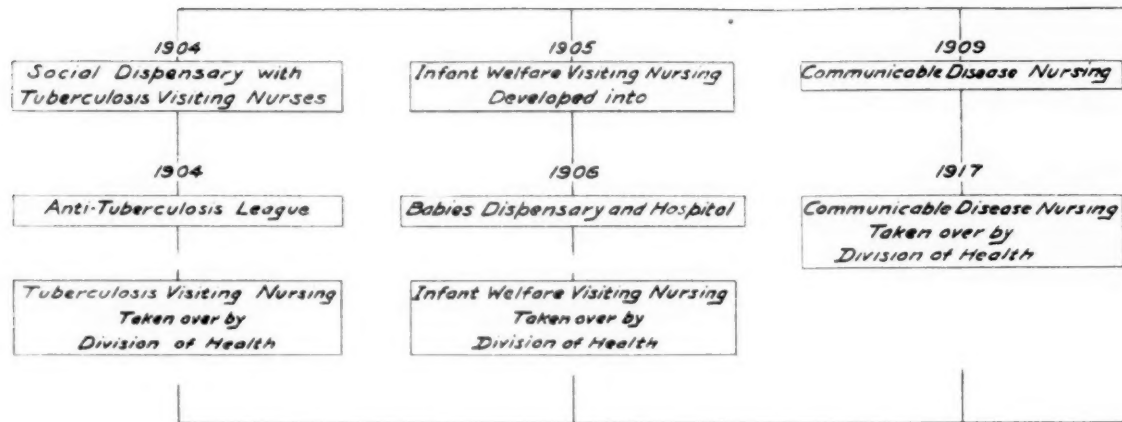 1904
Social Dispensary with
Tuberculosis Visiting Nurses
1904
Anti-Tuberculosis League
Tuberculosis Visiting Nursing
Taken over by
Division of Health
1905
Infant Welfare Visiting Nursing
Developed into
1906
Babies Dispensary and Hospital
Infant Welfare Visiting Nursing
Taken over by
Division of Health
1909
Communicable Disease Nursing
1917
Communicable Disease Nursing
Taken over by
Division of Health